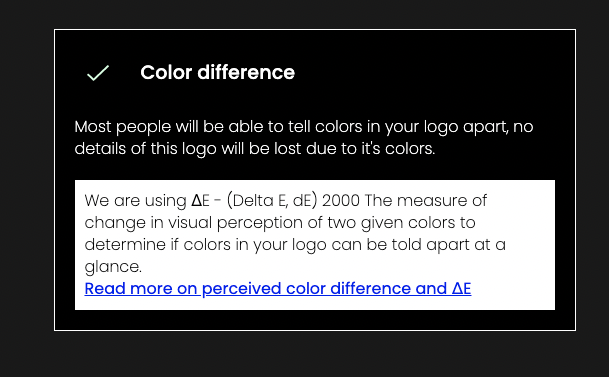 Color difference
Most people will be able to tell colors in your logo apart, no
details of this logo will be lost due to it's colors.
We are using ΔE - (Delta E, dE) 2000 The measure of
change in visual perception of two given colors to
determine if colors in your logo can be told apart at a
glance.
Read more on perceived color difference and ΔE